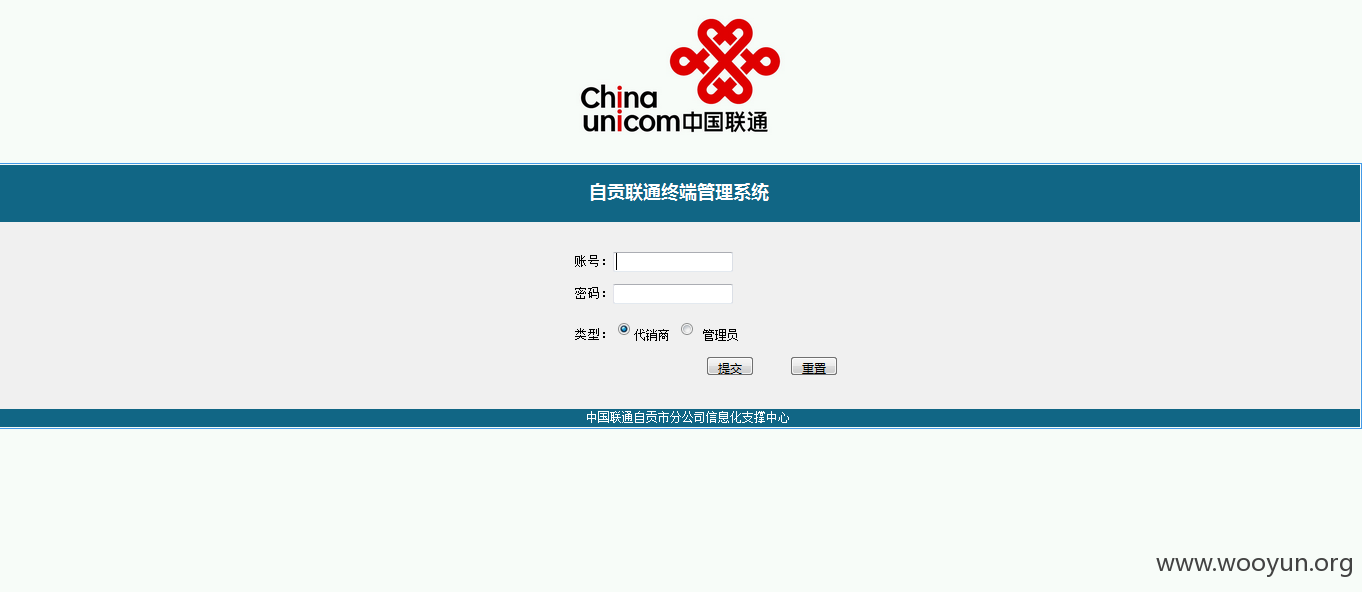 China
unicom中国联通
自贡联通终端管理系统
账号：
密码：
类型： 代销商 管理员
提交 重置
中国联通自贡市分公司信息化支撑中心
www.wooyun.org